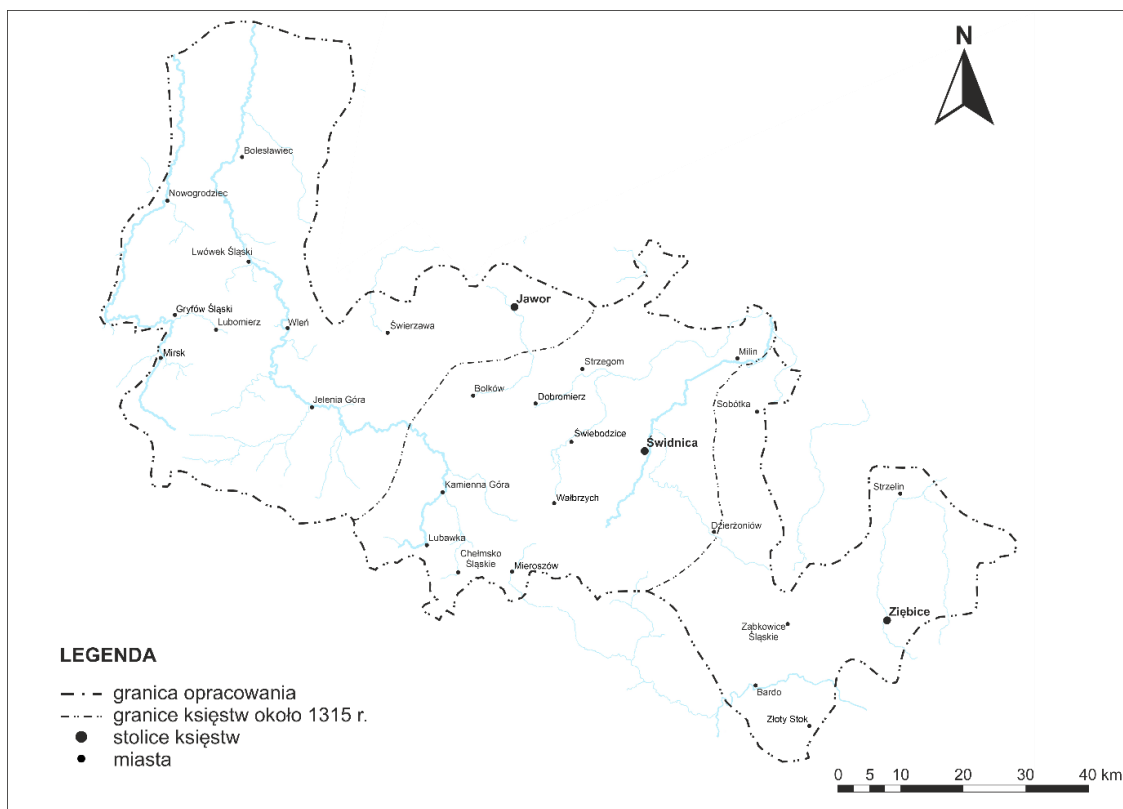 N
Bolesławiec
Nowogrodziec
Lwówek Śląski
Jawor
Gryfów Śląski
Lubomierz
Wleń
Świerzawa
Mirsk
Milin
Strzegom
Bolków
Dobromierz
Jelenia Góra
Sobótka
Świebodzice
Świdnica
Kamienna Góra
Strzelin
Wałbrzych
Dzierżoniów
Lubawka
Chełmsko
Śląskie
Mieroszów
Ziębice
Ząbkowice
Śląskie
Bardo
Złoty Stok
LEGENDA
granica opracowania
granice księstw około 1315 r.
stolice księstw
miasta
0 5 10 20 30 40 km